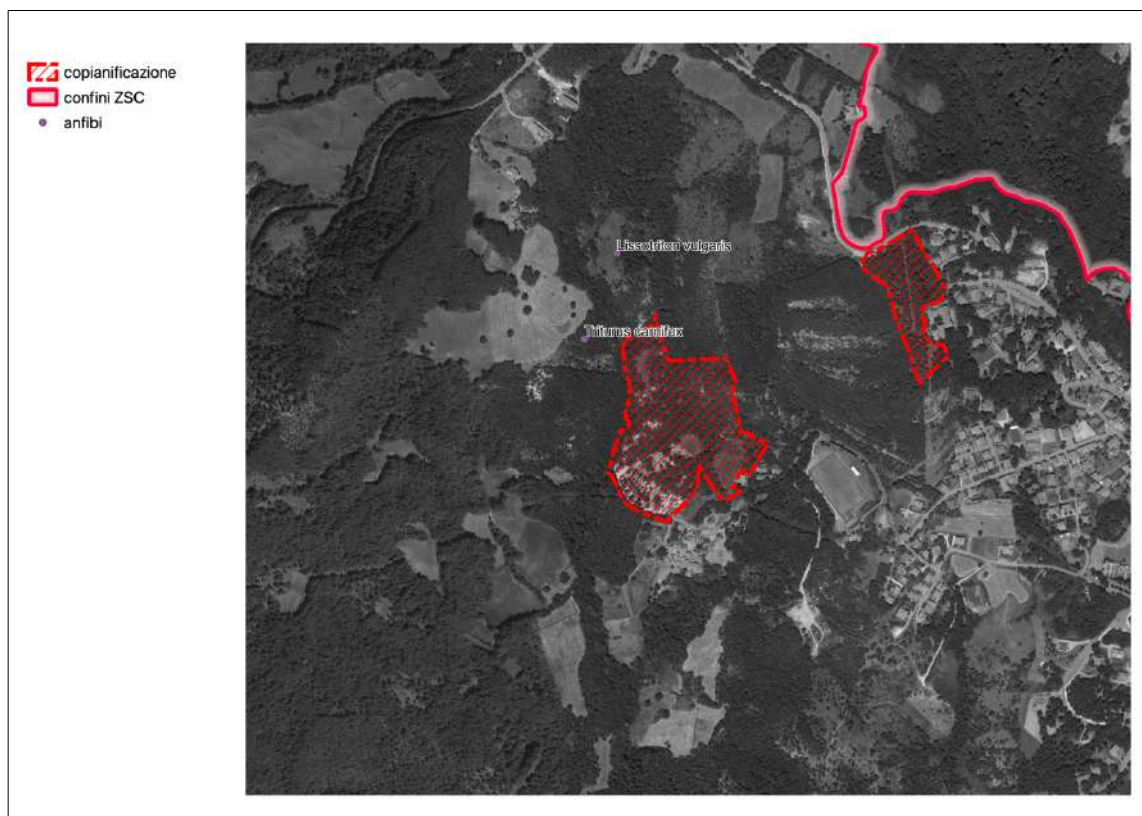 copianificazione
confini ZSC
anfibi
Lissotriton vulgaris
Triturus carnifex